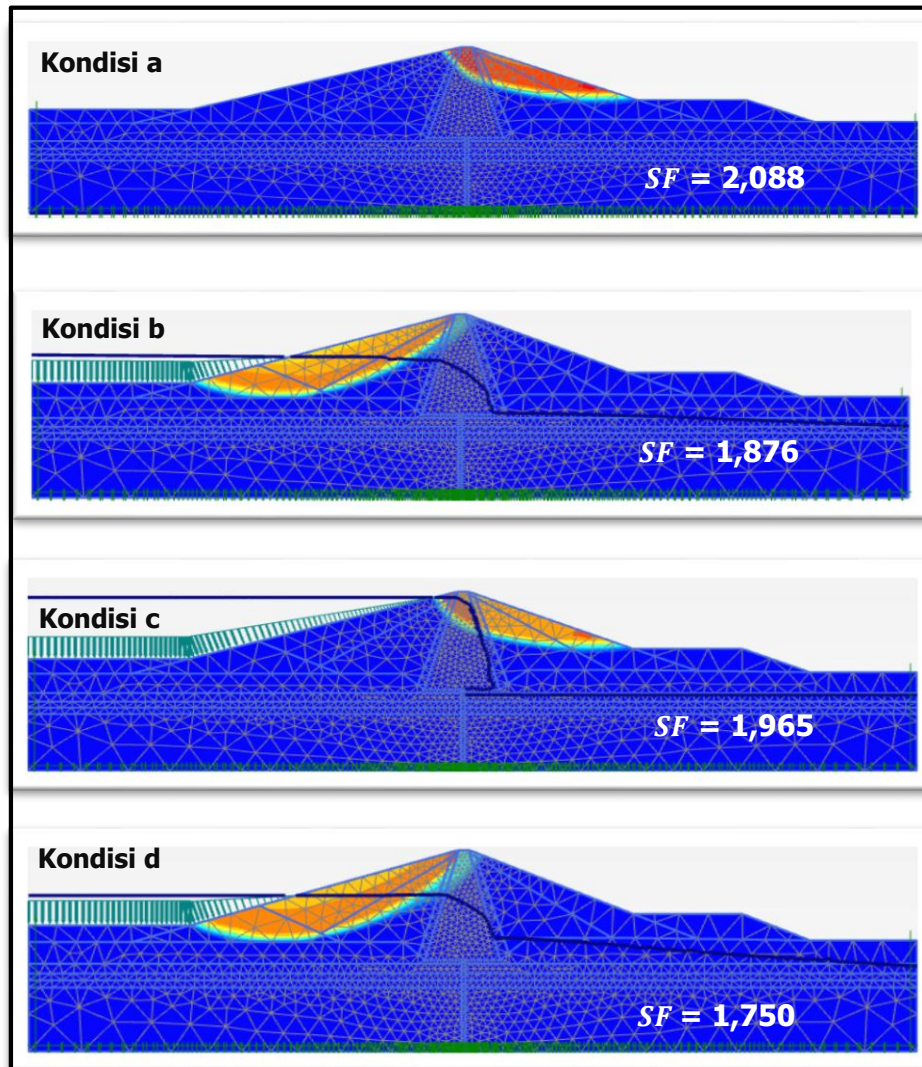 Kondisi a
SF = 2,088
Kondisi b
SF = 1,876
Kondisi c
SF = 1,965
Kondisi d
SF = 1,750